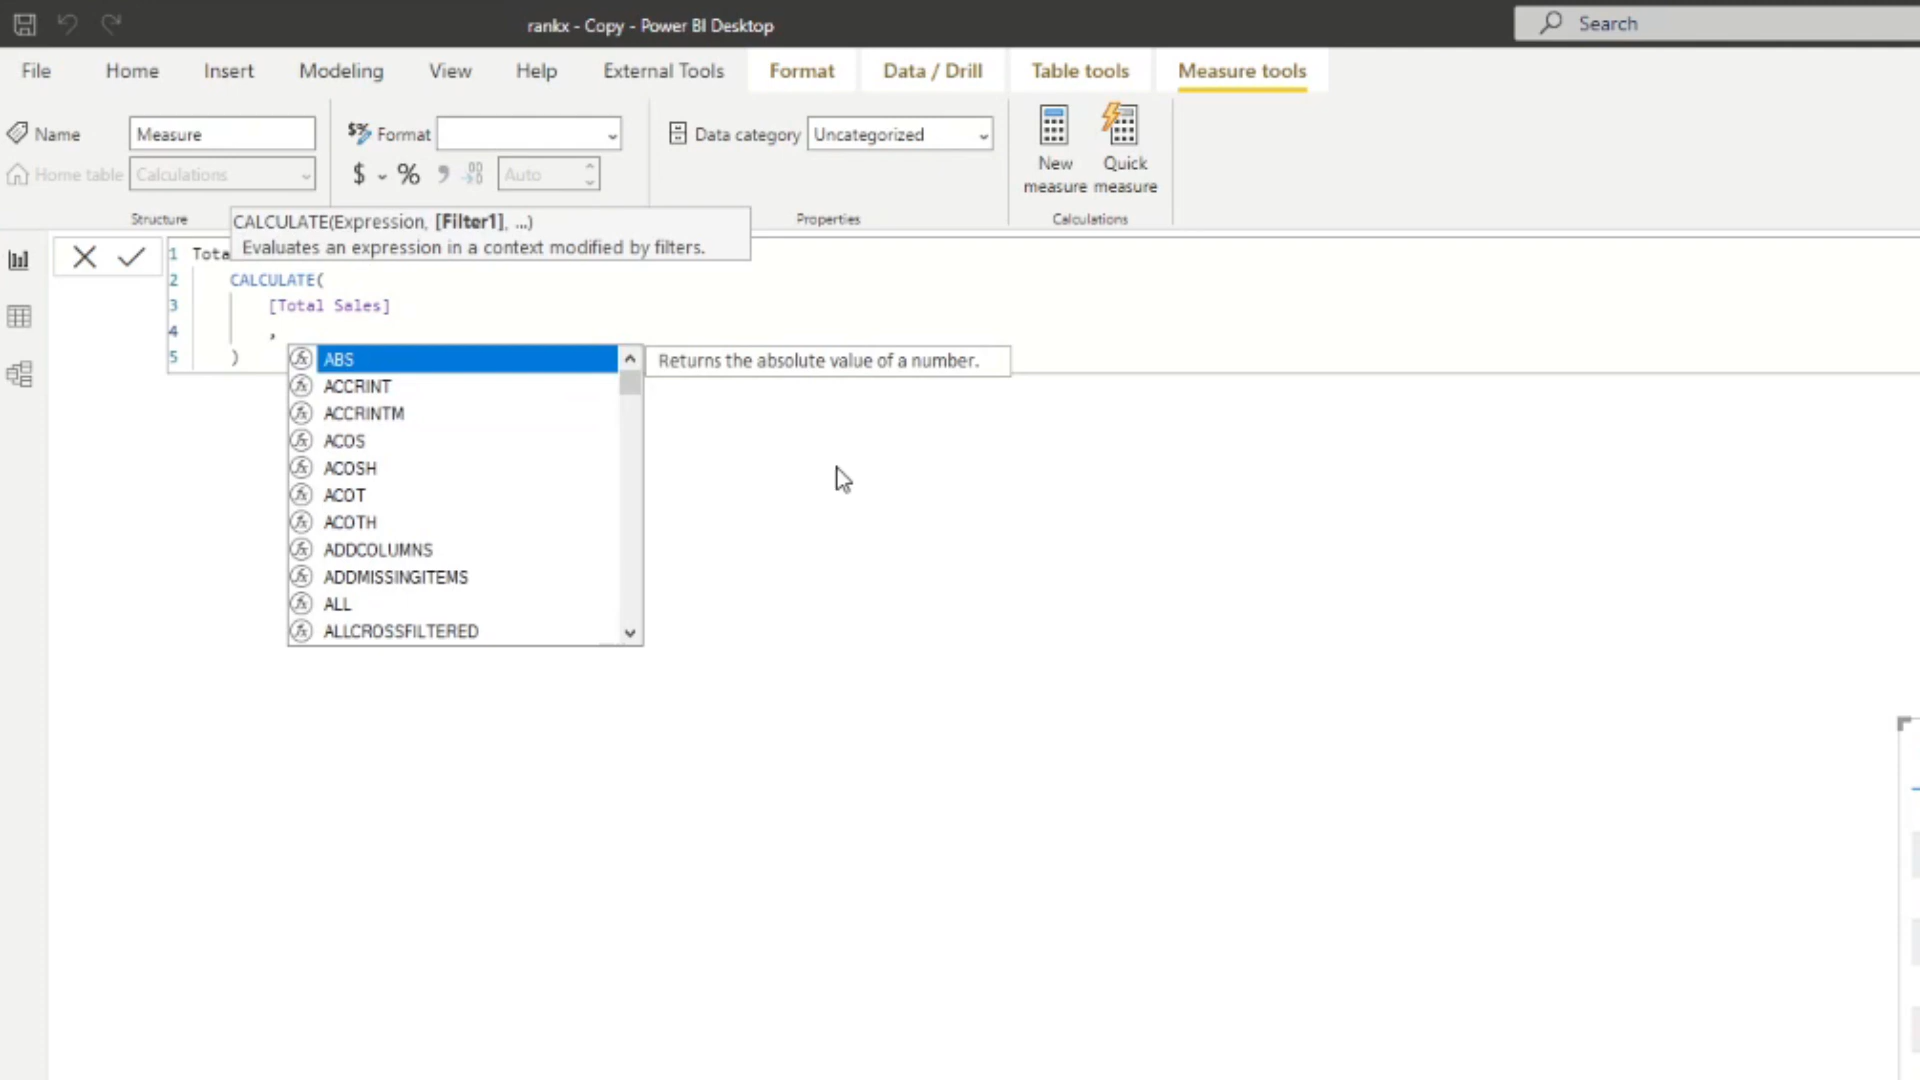 rankx - Copy - Power BI Desktop
Search
File Home Insert Modeling View Help External Tools Format Data / Drill Table tools Measure tools
Name Measure
$% Format
Data category Uncategorized
New measure
Quick measure
Home table Calculations
$ % , .00 Auto
Structure
Properties
Calculations
CALCULATE(Expression, [Filter1], ...)
Evaluates an expression in a context modified by filters.
1 Tota
2 CALCULATE(
3 [Total Sales]
4 ,
5 )
ABS
Returns the absolute value of a number.
ACCRINT
ACCRINTM
ACOS
ACOSH
ACOT
ACOTH
ADDCOLUMNS
ADDMISSINGITEMS
ALL
ALLCROSSFILTERED